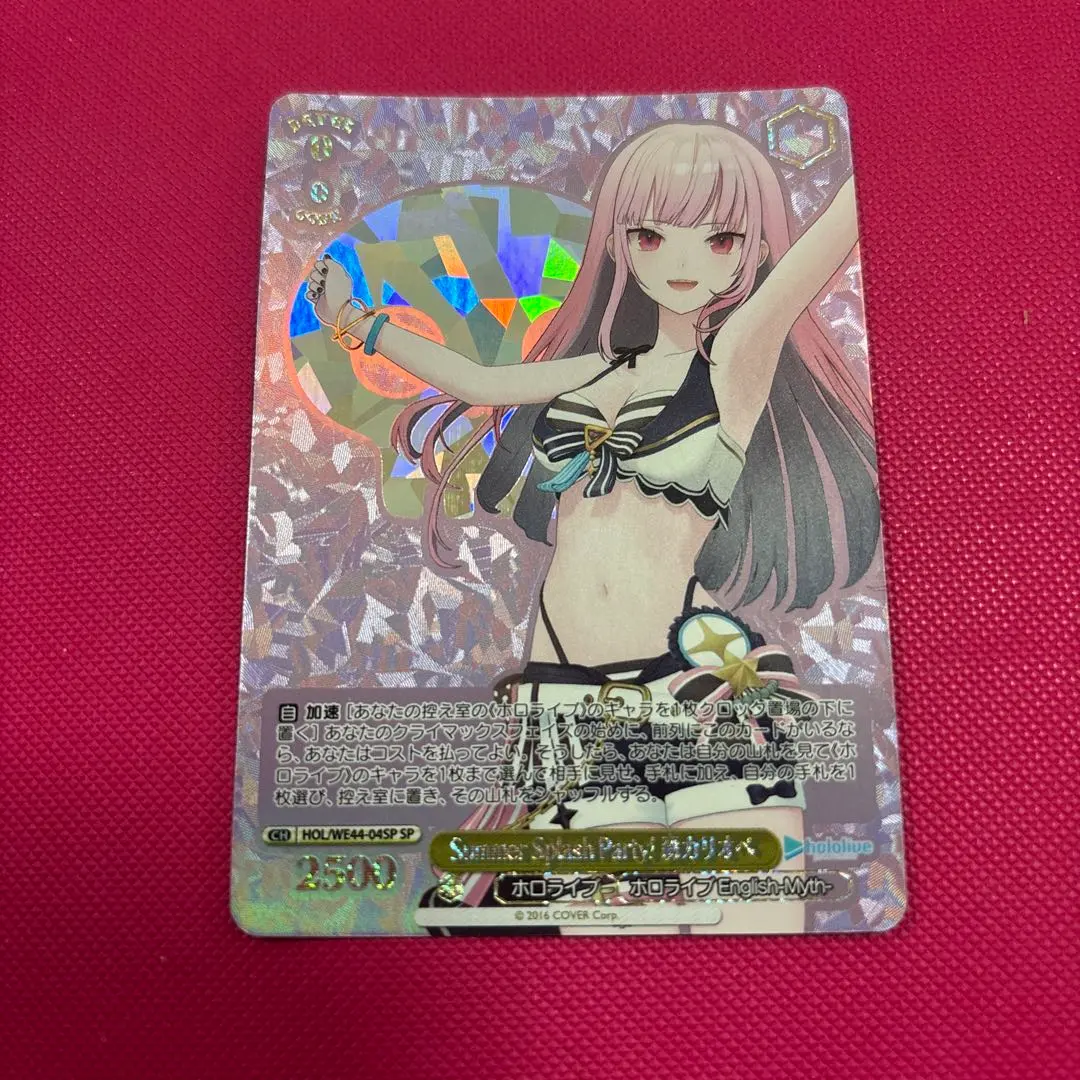 0
0
自 加速 [あなたの控え室の《ホロライブ》のキャラを1枚クロック置場の下に
置く] あなたのクライマックスフェイズの始めに、前列にこのカードがいるな
ら、あなたはコストを払ってよい。そうしたら、あなたは自分の山札を見て《ホ
ロライブ》のキャラを1枚まで選んで相手に見せ、手札に加え、自分の手札を1
枚選び、控え室に置き、その山札をシャッフルする。
CH HOL/WE44-04SP SP
Summer Splash Party! 森カリオペ
hololive
2500
ホロライブ ホロライブEnglish-Myth-
© 2016 COVER Corp.